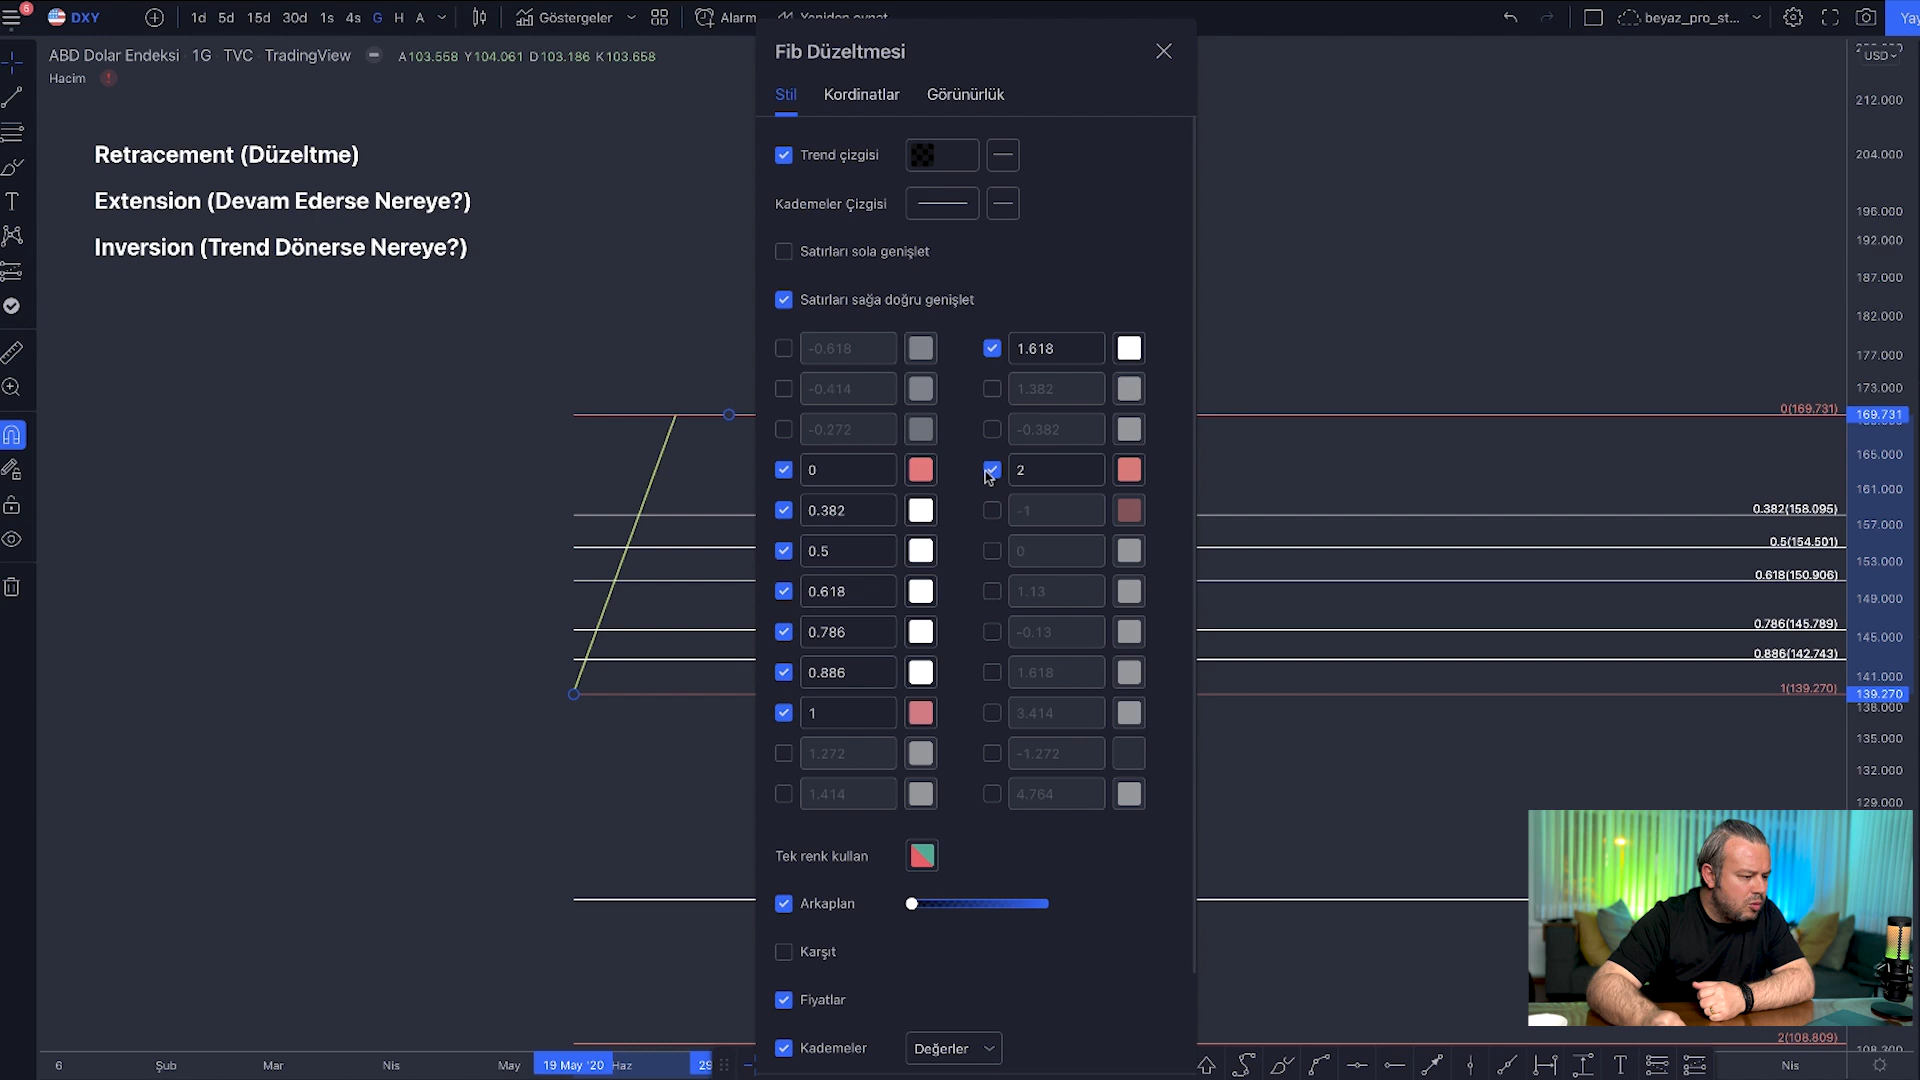 6
DXY
1d 5d 15d 30d 1s 4s G H A
Göstergeler
Alarm
Yeniden oynat
beyaz_pro_st...
Yay
ABD Dolar Endeksi 1G TVC TradingView A103.558 Y104.061 D103.186 K103.658
Hacim
Retracement (Düzeltme)
Extension (Devam Ederse Nereye?)
Inversion (Trend Dönerse Nereye?)
Fib Düzeltmesi
Stil Kordinatlar Görünürlük
Trend çizgisi
Kademeler Çizgisi
Satırları sola genişlet
Satırları sağa doğru genişlet
-0.618 1.618
-0.414 1.382
-0.272 -0.382
0 2
0.382 -1
0.5 0
0.618 1.13
0.786 -0.13
0.886 1.618
1 3.414
1.272 -1.272
1.414 4.764
Tek renk kullan
Arkaplan
Karşıt
Fiyatlar
Kademeler Değerler
0(169.731)
0.382(158.095)
0.5(154.501)
0.618(150.906)
0.786(145.789)
0.886(142.743)
1(139.270)
2(108.809)
USD
212.000
204.000
196.000
192.000
187.000
182.000
177.000
173.000
169.731
165.000
161.000
157.000
153.000
149.000
145.000
141.000
139.270
138.000
135.000
132.000
129.000
6 Şub Mar Nis May 19 May '20 Haz 29 Nis